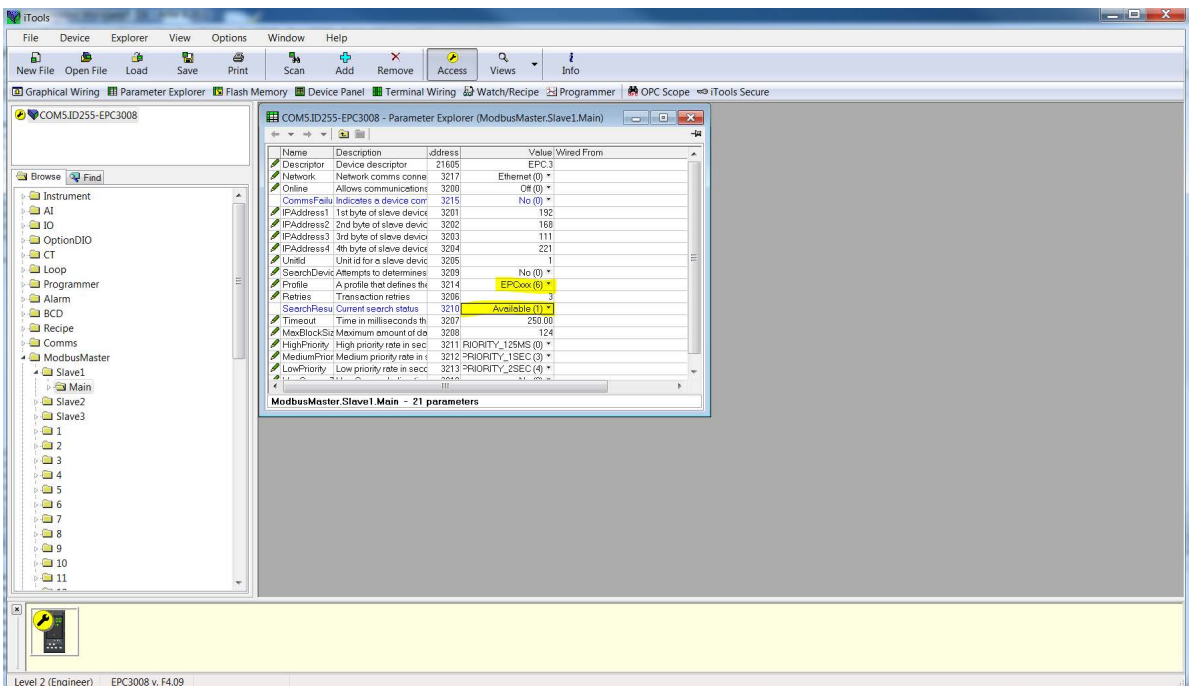 iTools
File Device Explorer View Options Window Help
New File Open File Load Save Print Scan Add Remove Access Views Info
Graphical Wiring Parameter Explorer Flash Memory Device Panel Terminal Wiring Watch/Recipe Programmer OPC Scope iTools Secure
COM5.ID255-EPC3008
Browse Find
Instrument
AI
IO
OptionDIO
CT
Loop
Programmer
Alarm
BCD
Recipe
Comms
ModbusMaster
Slave1
Main
Slave2
Slave3
1
2
3
4
5
6
7
8
9
10
11
COM5.ID255-EPC3008 - Parameter Explorer (ModbusMaster.Slave1.Main)
Name Description ddress Value Wired From
Descriptor Device descriptor 21605 EPC.3
Network Network comms conne 3217 Ethernet (0)
Online Allows communications 3200 Off (0)
CommsFailu Indicates a device com 3215 No (0)
IPAddress1 1st byte of slave device 3201 192
IPAddress2 2nd byte of slave devic 3202 168
IPAddress3 3rd byte of slave devic 3203 111
IPAddress4 4th byte of slave device 3204 221
UnitId Unit id for a slave devic 3205 1
SearchDevic Attempts to determines 3209 No (0)
Profile A profile that defines the 3214 EPCxxx (6)
Retries Transaction retries 3206 3
SearchResu Current search status 3210 Available (1)
Timeout Time in milliseconds th 3207 250.00
MaxBlockSiz Maximum amount of da 3208 124
HighPriority High priority rate in sec 3211 RIORITY_125MS (0)
MediumPrior Medium priority rate in s 3212 PRIORITY_1SEC (3)
LowPriority Low priority rate in seco 3213 PRIORITY_2SEC (4)
ModbusMaster.Slave1.Main - 21 parameters
Level 2 (Engineer) EPC3008 v. F4.09